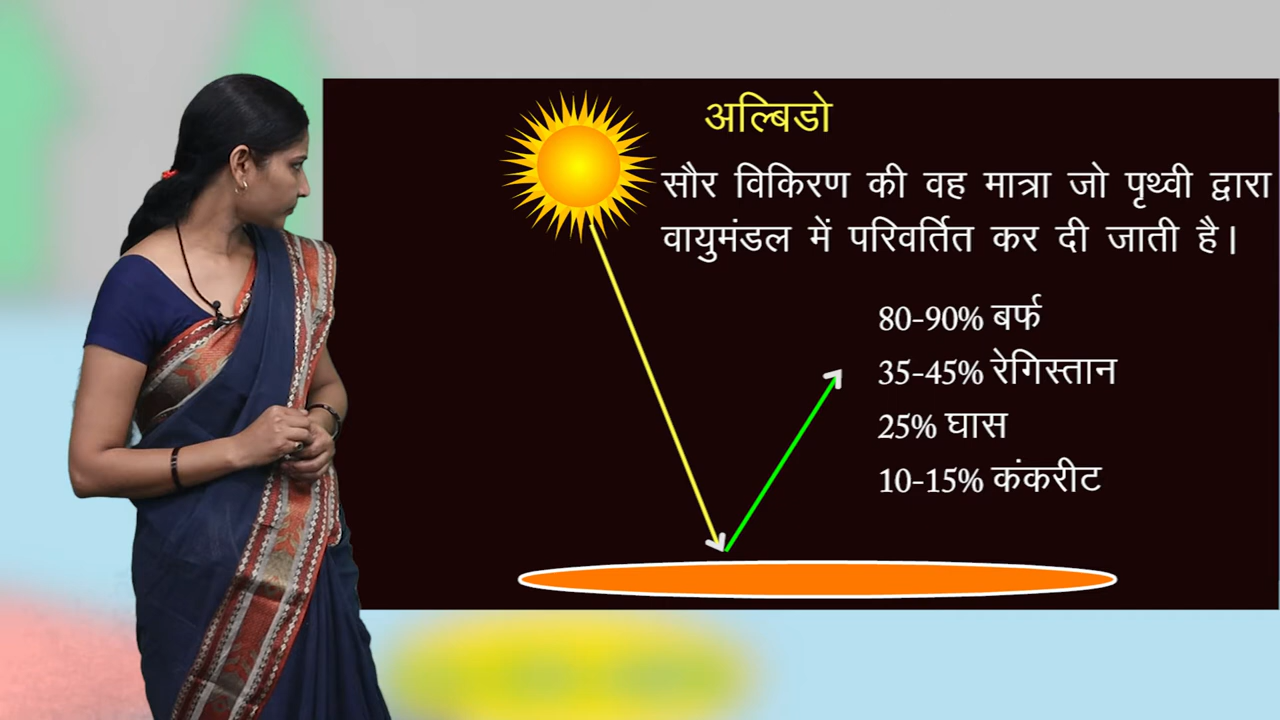 अल्बिडो
सौर विकिरण की वह मात्रा जो पृथ्वी द्वारा
वायुमंडल में परिवर्तित कर दी जाती है।
80-90% बर्फ
35-45% रेगिस्तान
25% घास
10-15% कंकरीट